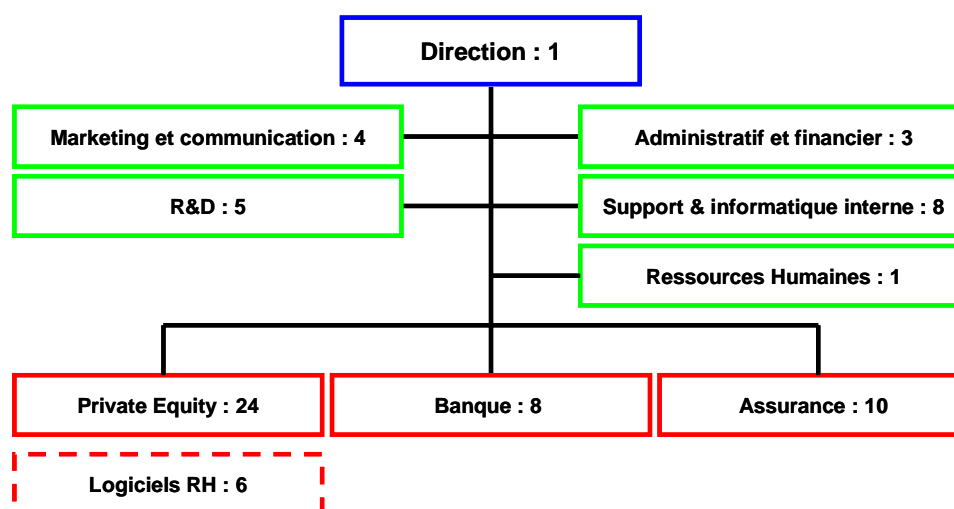 Direction : 1
Marketing et communication : 4
Administratif et financier : 3
R&D : 5
Support & informatique interne : 8
Ressources Humaines : 1
Private Equity : 24
Banque : 8
Assurance : 10
Logiciels RH : 6